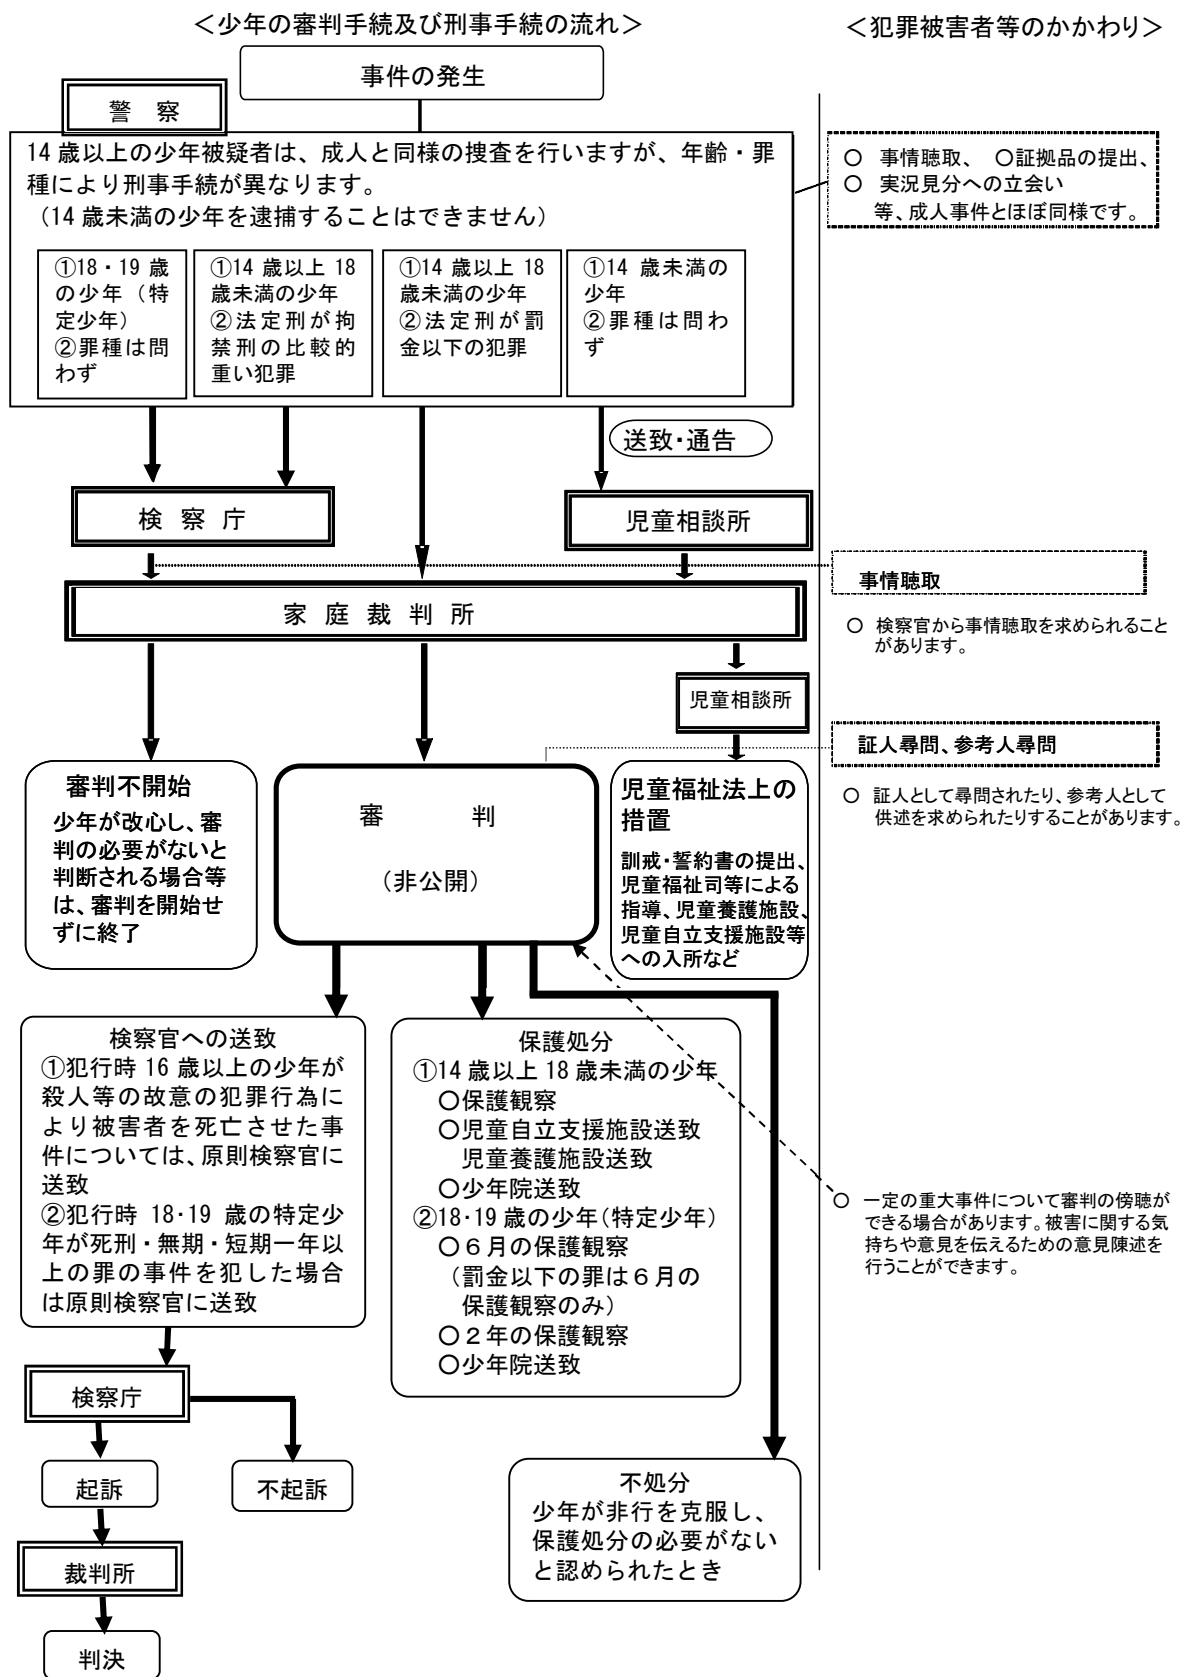 ＜少年の審判手続及び刑事手続の流れ＞
＜犯罪被害者等のかかわり＞
事件の発生
警　察
14 歳以上の少年被疑者は、成人と同様の捜査を行いますが、年齢・罪
種により刑事手続が異なります。
（14 歳未満の少年を逮捕することはできません）
①18・19 歳
の少年（特
定少年）
②罪種は問
わず
①14 歳以上 18
歳未満の少年
②法定刑が拘
禁刑の比較的
重い犯罪
①14 歳以上 18
歳未満の少年
②法定刑が罰
金以下の犯罪
①14 歳未満の
少年
②罪種は問わ
ず
○　事情聴取、　○証拠品の提出、
○　実況見分への立会い
等、成人事件とほぼ同様です。
送致・通告
検　察　庁
児童相談所
事情聴取
家　庭　裁　判　所
○　検察官から事情聴取を求められること
があります。
児童相談所
証人尋問、参考人尋問
○　証人として尋問されたり、参考人として
供述を求められたりすることがあります。
審判不開始
少年が改心し、審
判の必要がないと
判断される場合等
は、審判を開始せ
ずに終了
審　　　　判
（非公開）
児童福祉法上の
措置
訓戒・誓約書の提出、
児童福祉司等による
指導、児童養護施設、
児童自立支援施設等
への入所など
検察官への送致
①犯行時 16 歳以上の少年が
殺人等の故意の犯罪行為に
より被害者を死亡させた事
件については、原則検察官に
送致
②犯行時 18・19 歳の特定少
年が死刑・無期・短期一年以
上の罪の事件を犯した場合
は原則検察官に送致
保護処分
①14 歳以上 18 歳未満の少年
○保護観察
○児童自立支援施設送致
児童養護施設送致
○少年院送致
②18・19 歳の少年（特定少年）
○６月の保護観察
（罰金以下の罪は６月の
保護観察のみ）
○２年の保護観察
○少年院送致
○　一定の重大事件について審判の傍聴が
できる場合があります。被害に関する気
持ちや意見を伝えるための意見陳述を
行うことができます。
検察庁
起訴
不起訴
裁判所
判決
不処分
少年が非行を克服し、
保護処分の必要がない
と認められたとき